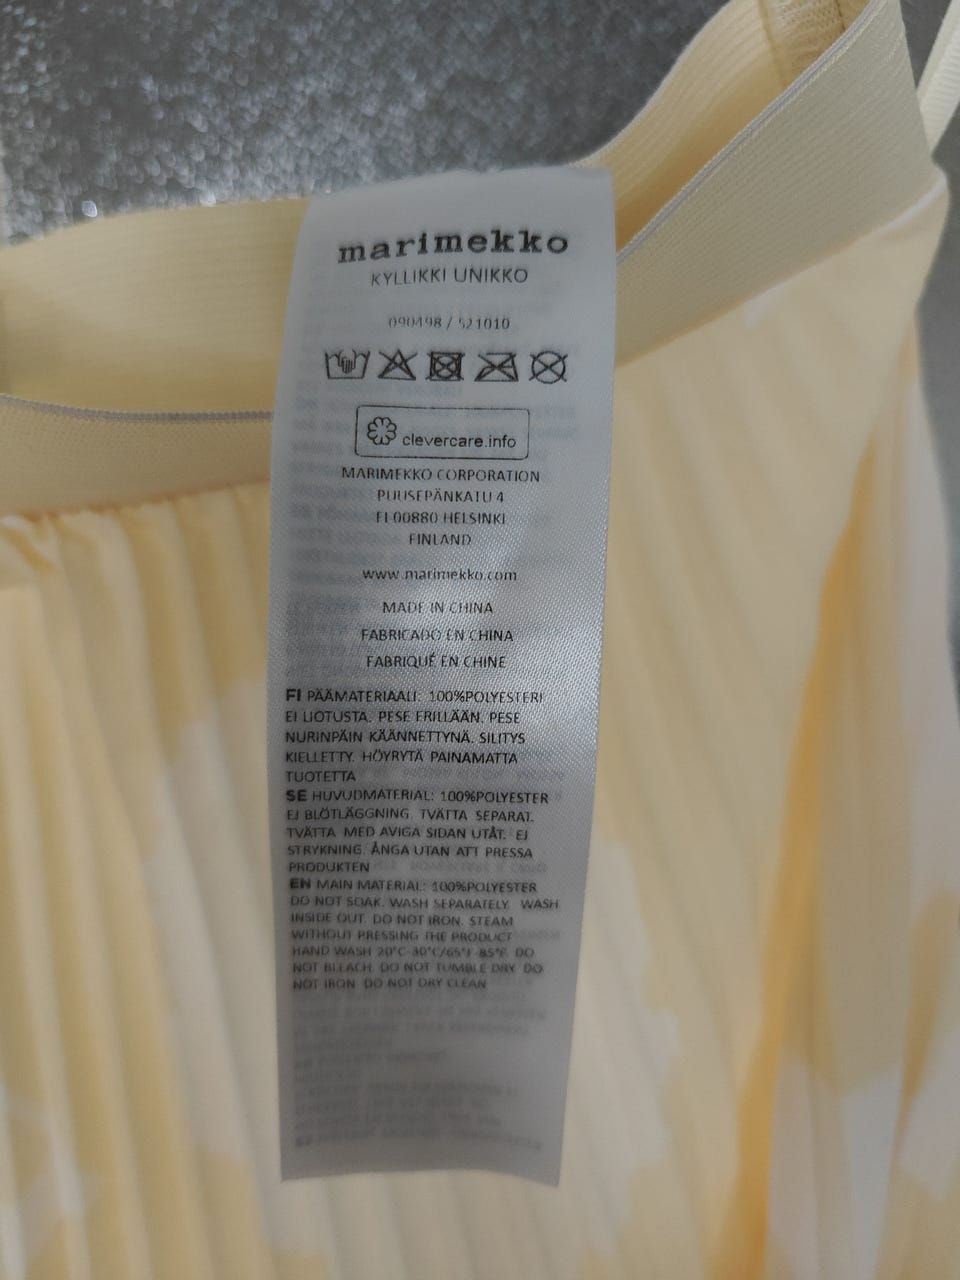 marimekko
KYLLIKKI UNIKKO
090498 / 521010
clevercare.info
MARIMEKKO CORPORATION
PUUSEPÄNKATU 4
FI 00880 HELSINKI
FINLAND
www.marimekko.com
MADE IN CHINA
FABRICADO EN CHINA
FABRIQUÉ EN CHINE
FI PÄÄMATERIAALI: 100%POLYESTERI
EI LIOTUSTA. PESE ERILLÄÄN. PESE
NURINPÄIN KÄÄNNETTYNÄ. SILITYS
KIELLETTY. HÖYRYTÄ PAINAMATTA
TUOTETTA
SE HUVUDMATERIAL: 100%POLYESTER
EJ BLÖTLÄGGNING. TVÄTTA SEPARAT.
TVÄTTA MED AVIGA SIDAN UTÅT. EJ
STRYKNING. ÅNGA UTAN ATT PRESSA
PRODUKTEN
EN MAIN MATERIAL: 100%POLYESTER
DO NOT SOAK. WASH SEPARATELY. WASH
INSIDE OUT. DO NOT IRON. STEAM
WITHOUT PRESSING THE PRODUCT
HAND WASH 20°C-30°C/65°F-85°F. DO
NOT BLEACH. DO NOT TUMBLE DRY. DO
NOT IRON. DO NOT DRY CLEAN